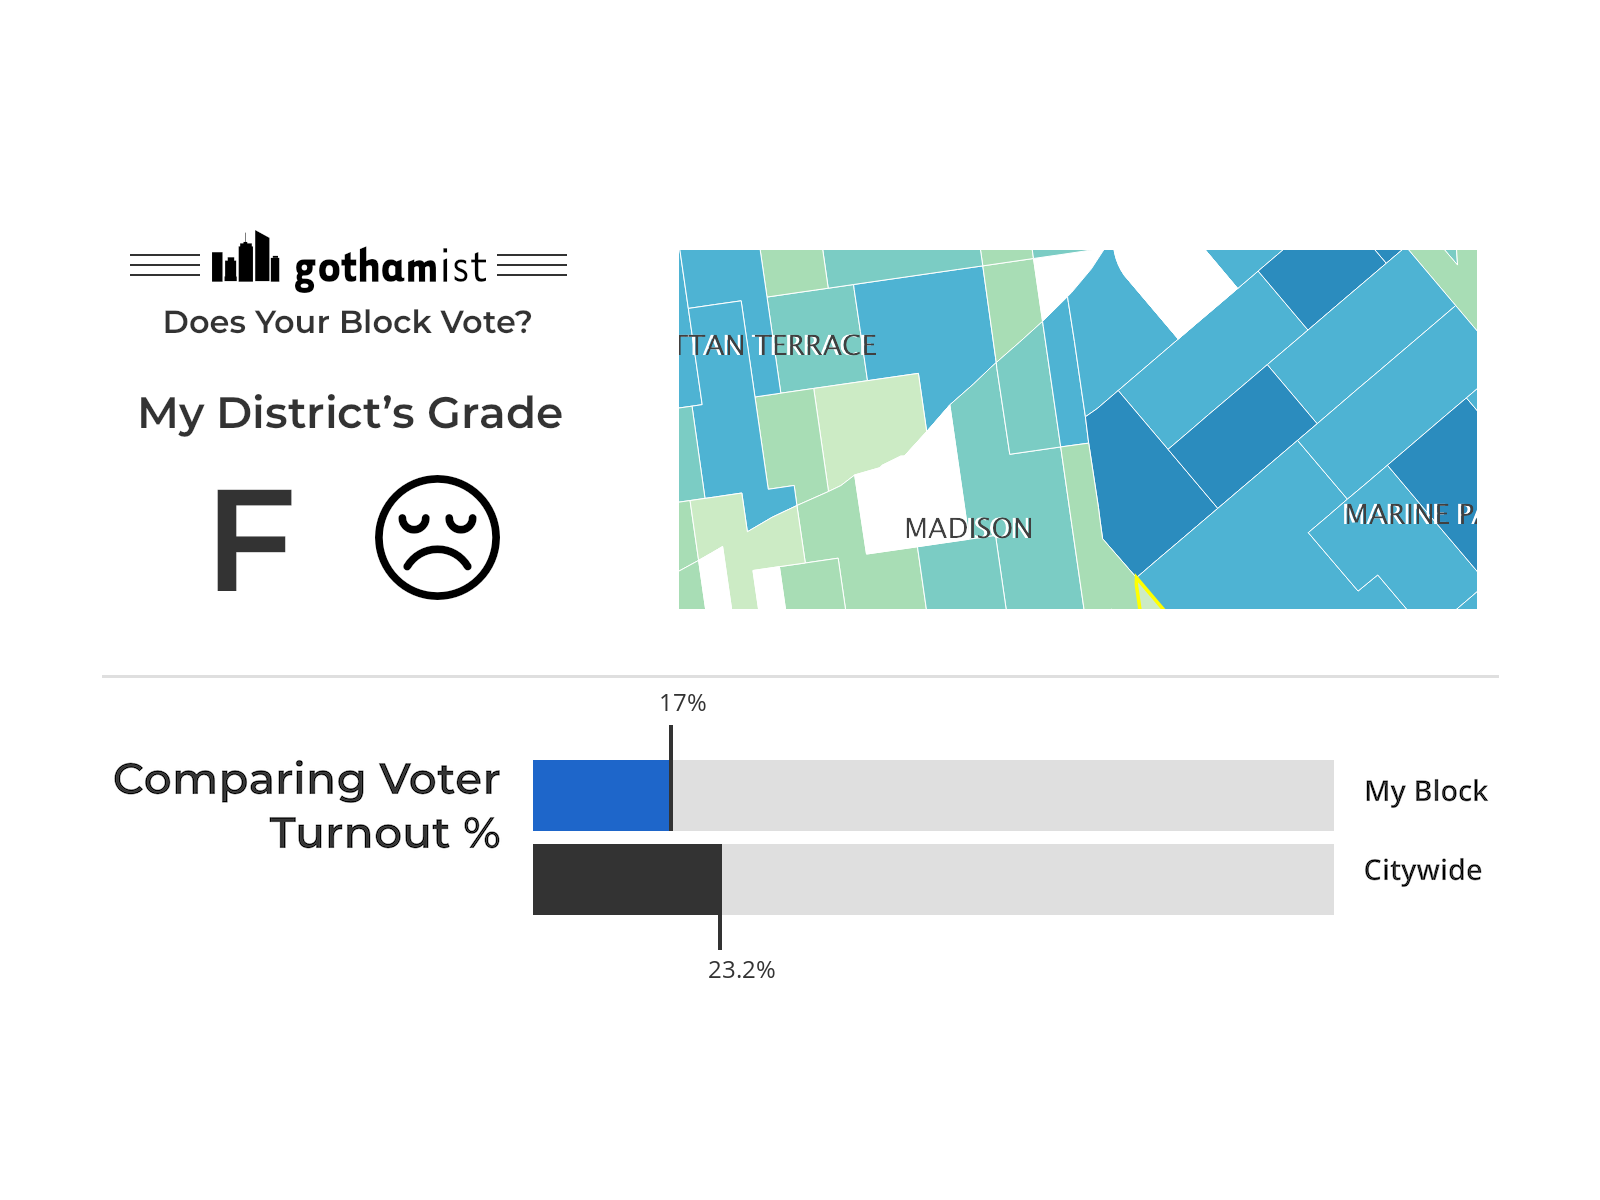 gothamist
Does Your Block Vote?
My District’s Grade
F
TTAN TERRACE
MADISON
MARINE PA
17%
Comparing Voter
Turnout %
My Block
Citywide
23.2%